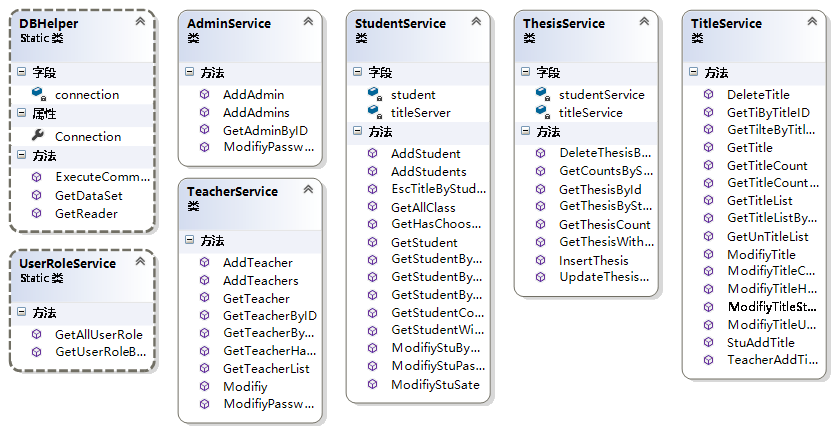 DBHelper
Static 类
字段
connection
属性
Connection
方法
ExecuteComm...
GetDataSet
GetReader
UserRoleService
Static 类
方法
GetAllUserRole
GetUserRoleB...
AdminService
类
方法
AddAdmin
AddAdmins
GetAdminByID
ModifiyPassw...
TeacherService
类
方法
AddTeacher
AddTeachers
GetTeacher
GetTeacherByID
GetTeacherBy...
GetTeacherHa...
GetTeacherList
Modifiy
ModifiyPassw...
StudentService
类
字段
student
titleServer
方法
AddStudent
AddStudents
EscTitleByStud...
GetAllClass
GetHasChoos...
GetStudent
GetStudentBy...
GetStudentBy...
GetStudentBy...
GetStudentCo...
GetStudentWi...
ModifiyStuBy...
ModifiyStuPas...
ModifiyStuSate
ThesisService
类
字段
studentService
titleService
方法
DeleteThesisB...
GetCountsByS...
GetThesisById
GetThesisBySt...
GetThesisCount
GetThesisWith...
InsertThesis
UpdateThesis...
TitleService
类
方法
DeleteTitle
GetTiByTitleID
GetTilteByTitl...
GetTitle
GetTitleCount
GetTitleCount...
GetTitleList
GetTitleListBy...
GetUnTitleList
ModifiyTitle
ModifiyTitleC...
ModifiyTitleH...
ModifiyTitleSt...
ModifiyTitleU...
StuAddTitle
TeacherAddTi...